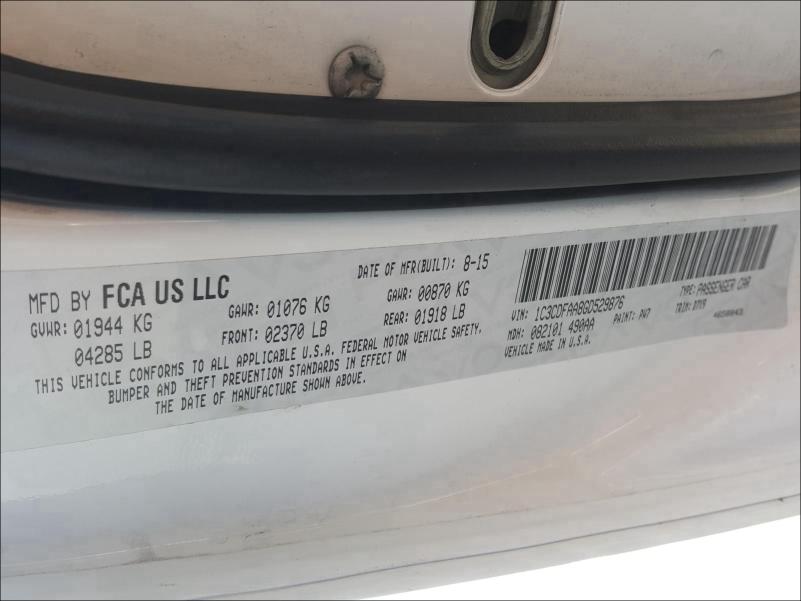 MFD BY FCA US LLC
DATE OF MFR(BUILT): 8-15
GVWR: 01944 KG
04285 LB
GAWR: 01076 KG
FRONT: 02370 LB
GAWR: 00870 KG
REAR: 01918 LB
THIS VEHICLE CONFORMS TO ALL APPLICABLE U.S.A. FEDERAL MOTOR VEHICLE SAFETY,
BUMPER AND THEFT PREVENTION STANDARDS IN EFFECT ON
THE DATE OF MANUFACTURE SHOWN ABOVE.
VIN: 1C3CDFAA8GD529876
TYPE: PASSENGER CAR
MDH: 082101 490AA
PAINT: PW7
TRIM: D7V9
VEHICLE MADE IN U.S.A.